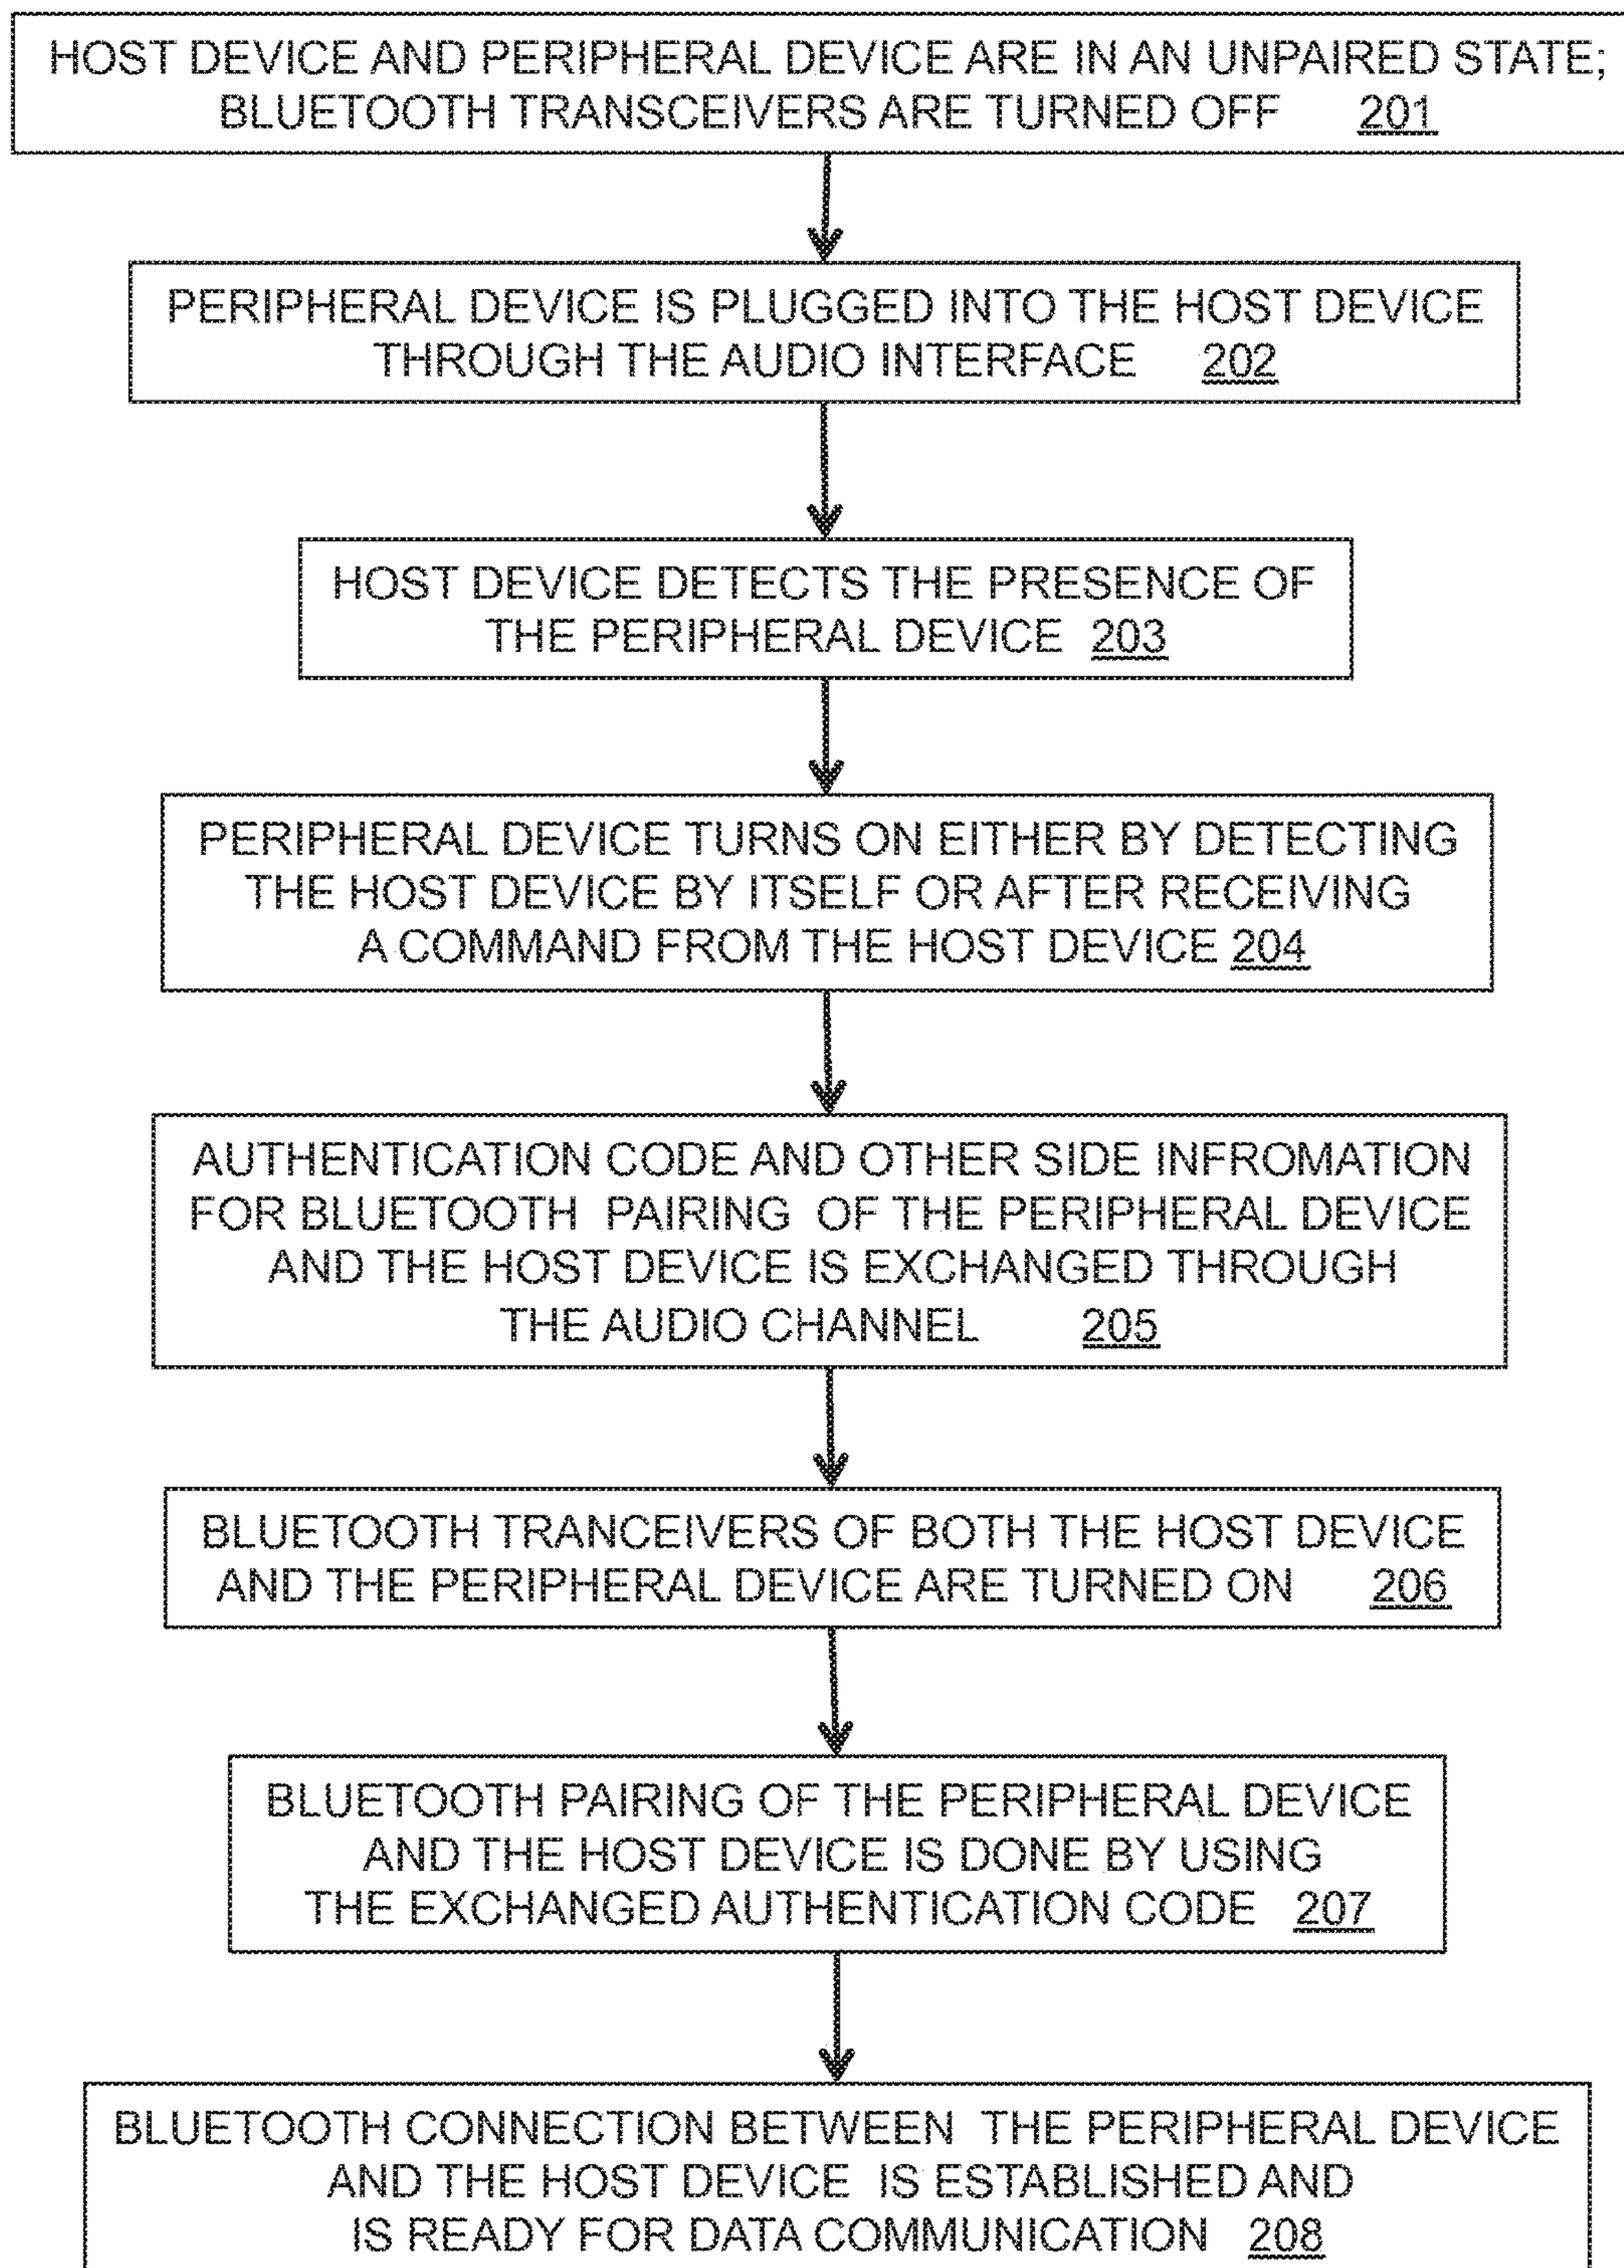 HOST DEVICE AND PERIPHERAL DEVICE ARE IN AN UNPAIRED STATE;
BLUETOOTH TRANSCEIVERS ARE TURNED OFF 201
PERIPHERAL DEVICE IS PLUGGED INTO THE HOST DEVICE
THROUGH THE AUDIO INTERFACE 202
HOST DEVICE DETECTS THE PRESENCE OF
THE PERIPHERAL DEVICE 203
PERIPHERAL DEVICE TURNS ON EITHER BY DETECTING
THE HOST DEVICE BY ITSELF OR AFTER RECEIVING
A COMMAND FROM THE HOST DEVICE 204
AUTHENTICATION CODE AND OTHER SIDE INFROMATION
FOR BLUETOOTH PAIRING OF THE PERIPHERAL DEVICE
AND THE HOST DEVICE IS EXCHANGED THROUGH
THE AUDIO CHANNEL 205
BLUETOOTH TRANCEIVERS OF BOTH THE HOST DEVICE
AND THE PERIPHERAL DEVICE ARE TURNED ON 206
BLUETOOTH PAIRING OF THE PERIPHERAL DEVICE
AND THE HOST DEVICE IS DONE BY USING
THE EXCHANGED AUTHENTICATION CODE 207
BLUETOOTH CONNECTION BETWEEN THE PERIPHERAL DEVICE
AND THE HOST DEVICE IS ESTABLISHED AND
IS READY FOR DATA COMMUNICATION 208